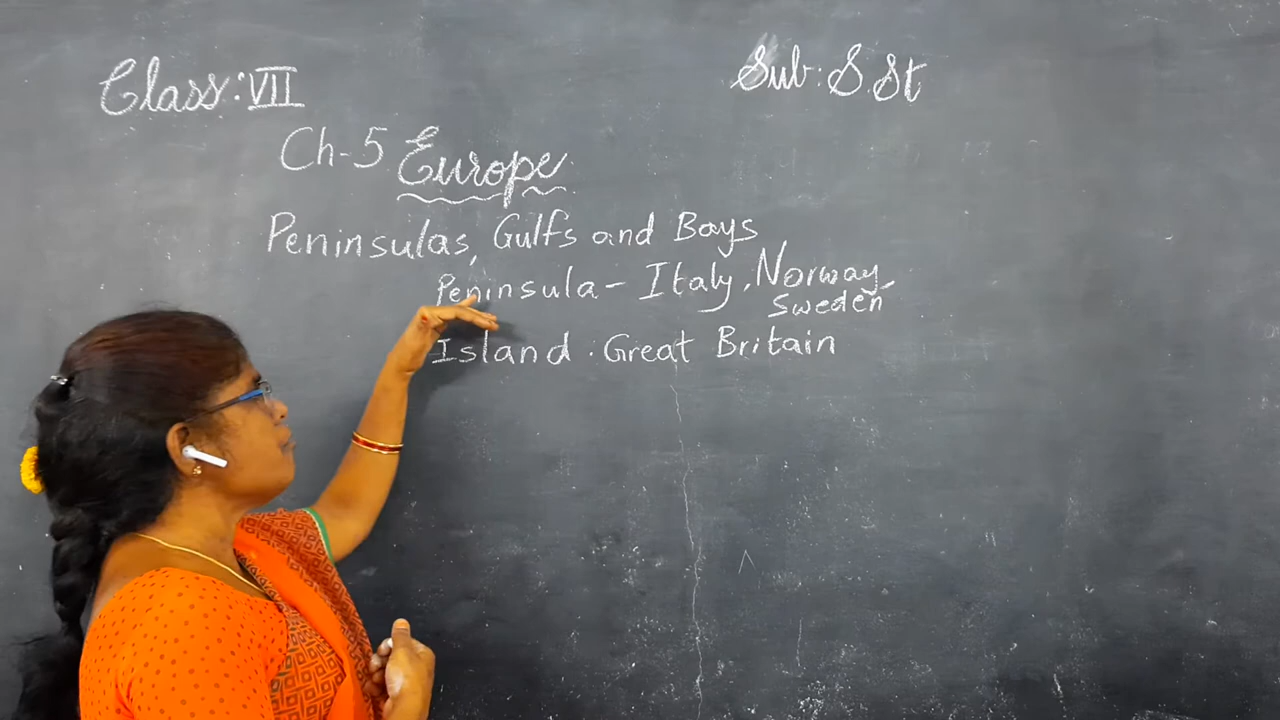 Class: VII
Sub: S.St
Ch-5 Europe
Peninsulas, Gulfs and Bays
Peninsula - Italy, Norway,
Sweden
Island. Great Britain